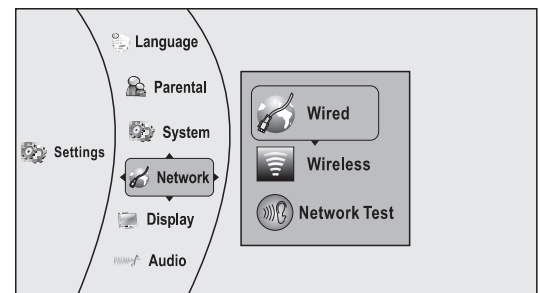 Settings
Language
Parental
System
Network
Display
Audio
Wired
Wireless
Network Test